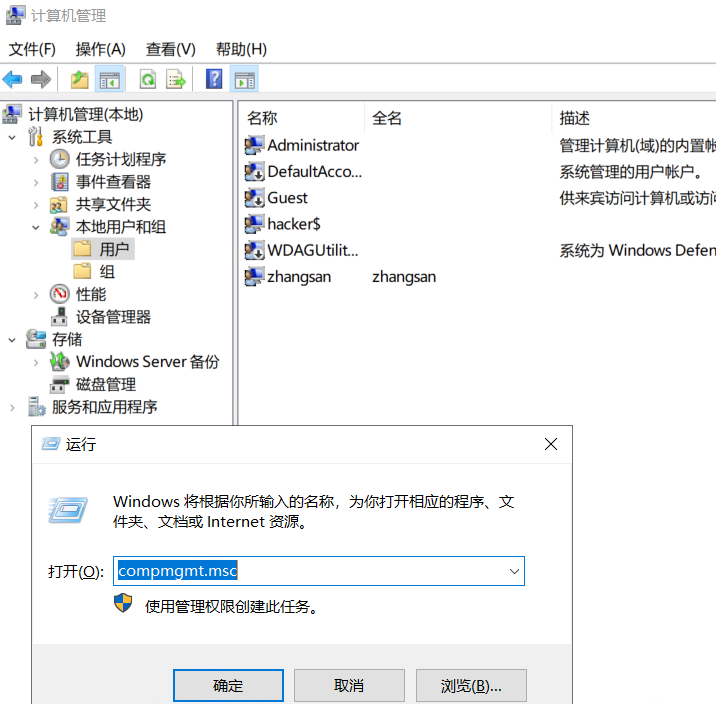 计算机管理
文件(F) 操作(A) 查看(V) 帮助(H)
计算机管理(本地)
系统工具
任务计划程序
事件查看器
共享文件夹
本地用户和组
用户
组
性能
设备管理器
存储
Windows Server 备份
磁盘管理
服务和应用程序
名称 全名 描述
Administrator 管理计算机(域)的内置帐
DefaultAcco... 系统管理的用户帐户。
Guest 供来宾访问计算机或访问
hacker$
WDAGUtilit... 系统为 Windows Defen
zhangsan zhangsan
运行
Windows 将根据你所输入的名称，为你打开相应的程序、文
件夹、文档或 Internet 资源。
打开(O): compmgmt.msc
使用管理权限创建此任务。
确定 取消 浏览(B)...